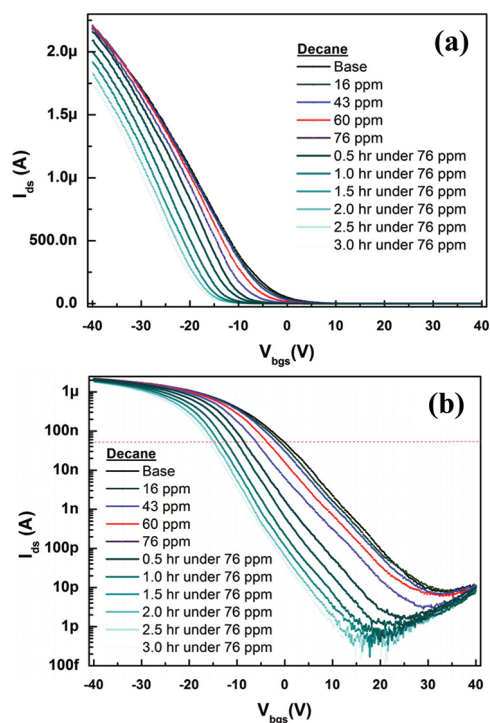 (a)
2.0µ
1.5µ
1.0µ
500.0n
0.0
I_ds (A)
Decane
Base
16 ppm
43 ppm
60 ppm
76 ppm
0.5 hr under 76 ppm
1.0 hr under 76 ppm
1.5 hr under 76 ppm
2.0 hr under 76 ppm
2.5 hr under 76 ppm
3.0 hr under 76 ppm
-40 -30 -20 -10 0 10 20 30 40
V_bgs(V)
(b)
1µ
100n
10n
1n
100p
10p
1p
100f
I_ds (A)
Decane
Base
16 ppm
43 ppm
60 ppm
76 ppm
0.5 hr under 76 ppm
1.0 hr under 76 ppm
1.5 hr under 76 ppm
2.0 hr under 76 ppm
2.5 hr under 76 ppm
3.0 hr under 76 ppm
-40 -30 -20 -10 0 10 20 30 40
V_bgs(V)